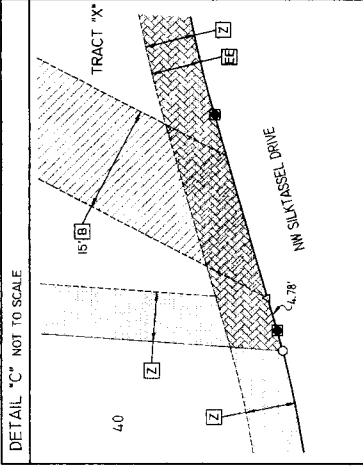 DETAIL "C" NOT TO SCALE
TRACT "X"
Z
EE
15' B
NW SILKTASSEL DRIVE
4.78'
Z
40
Z